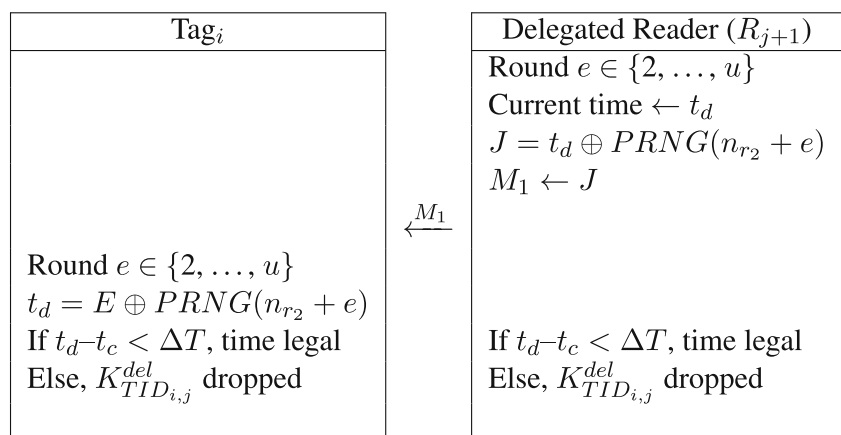 Tagᵢ
Delegated Reader (R_{j+1})
Round e ∈ {2, …, u}
Current time ← t_d
J = t_d ⊕ PRNG(n_{r_2} + e)
M_1 ← J
M_1
←
Round e ∈ {2, …, u}
t_d = E ⊕ PRNG(n_{r_2} + e)
If t_d–t_c < ΔT, time legal
Else, K^{del}_{TID_{i,j}} dropped
If t_d–t_c < ΔT, time legal
Else, K^{del}_{TID_{i,j}} dropped